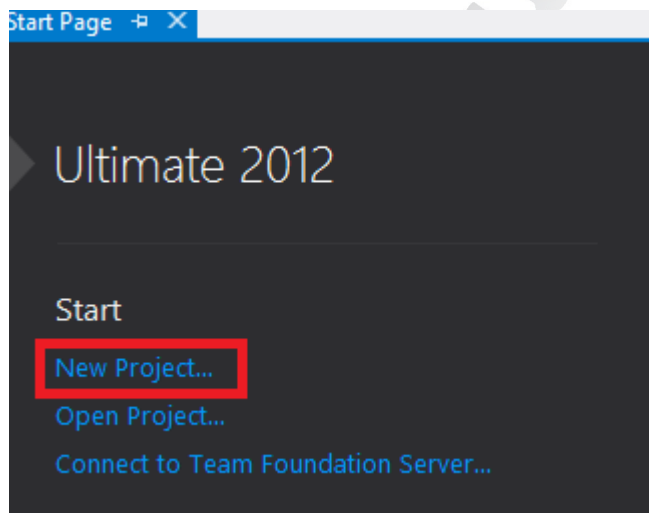 Start Page
Ultimate 2012
Start
New Project...
Open Project...
Connect to Team Foundation Server...